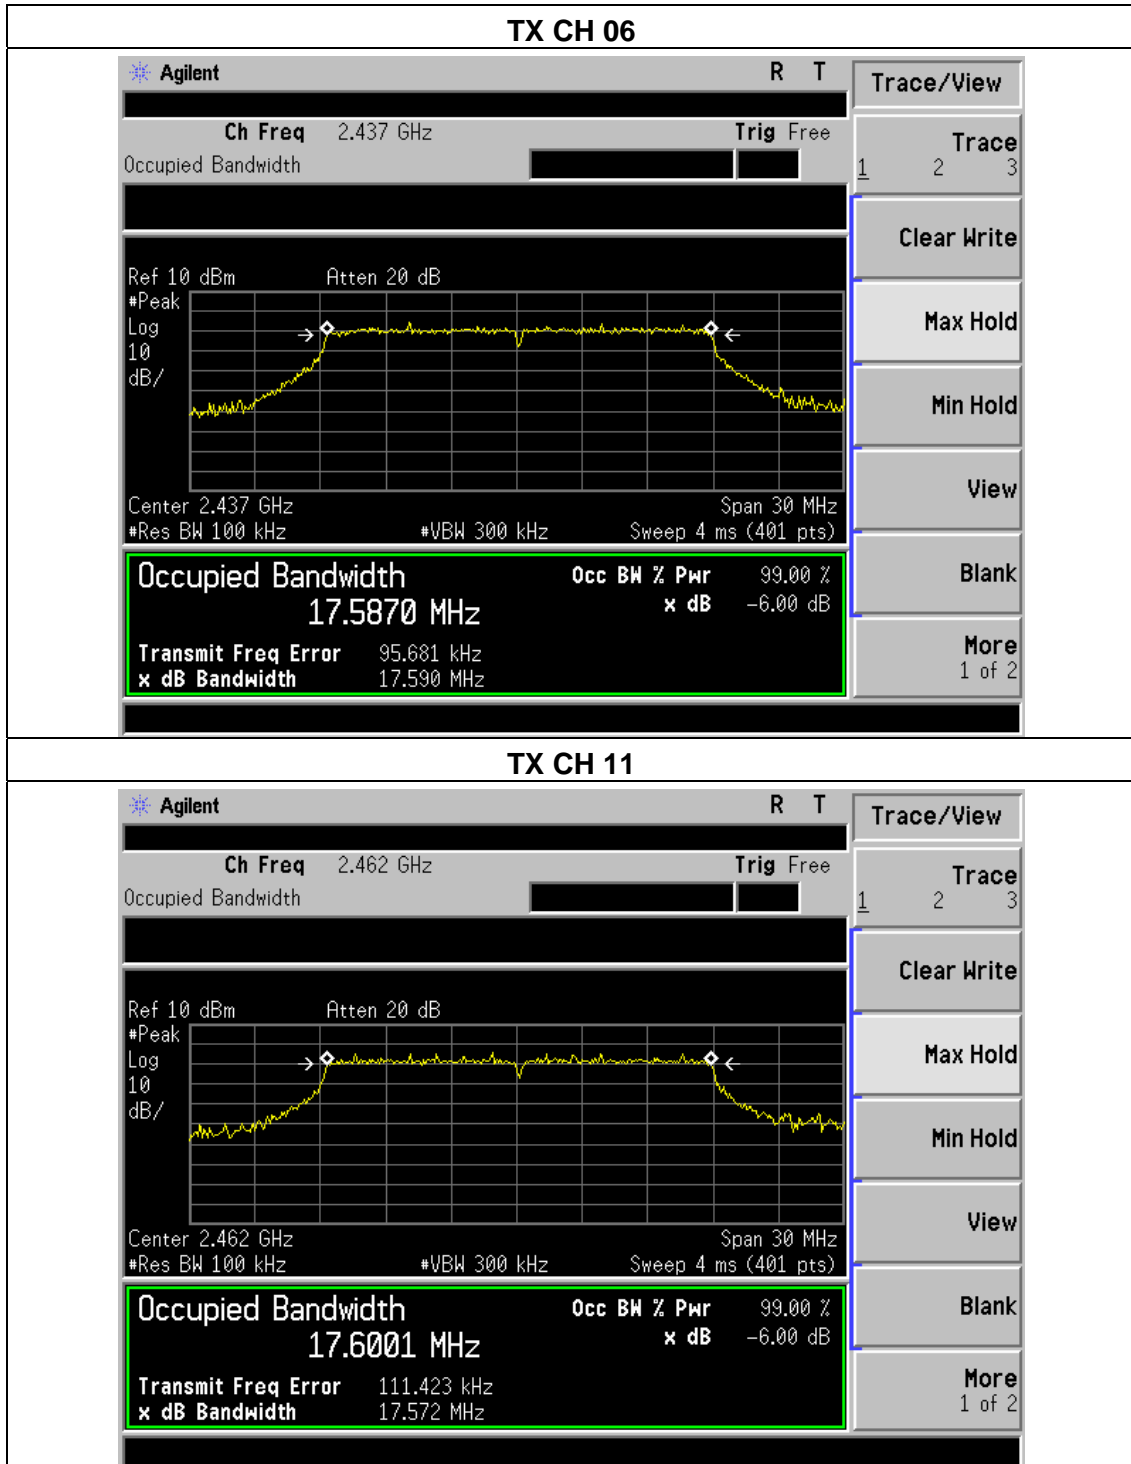 TX CH 06
Agilent R T
Trace/View
Ch Freq 2.437 GHz Trig Free
Occupied Bandwidth
Trace
1 2 3
Clear Write
Ref 10 dBm Atten 20 dB
#Peak
Log
10
dB/
Max Hold
Min Hold
View
Center 2.437 GHz Span 30 MHz
#Res BW 100 kHz #VBW 300 kHz Sweep 4 ms (401 pts)
Occupied Bandwidth Occ BW % Pwr 99.00 %
17.5870 MHz x dB -6.00 dB
Blank
Transmit Freq Error 95.681 kHz
x dB Bandwidth 17.590 MHz
More
1 of 2
TX CH 11
Agilent R T
Trace/View
Ch Freq 2.462 GHz Trig Free
Occupied Bandwidth
Trace
1 2 3
Clear Write
Ref 10 dBm Atten 20 dB
#Peak
Log
10
dB/
Max Hold
Min Hold
View
Center 2.462 GHz Span 30 MHz
#Res BW 100 kHz #VBW 300 kHz Sweep 4 ms (401 pts)
Occupied Bandwidth Occ BW % Pwr 99.00 %
17.6001 MHz x dB -6.00 dB
Blank
Transmit Freq Error 111.423 kHz
x dB Bandwidth 17.572 MHz
More
1 of 2